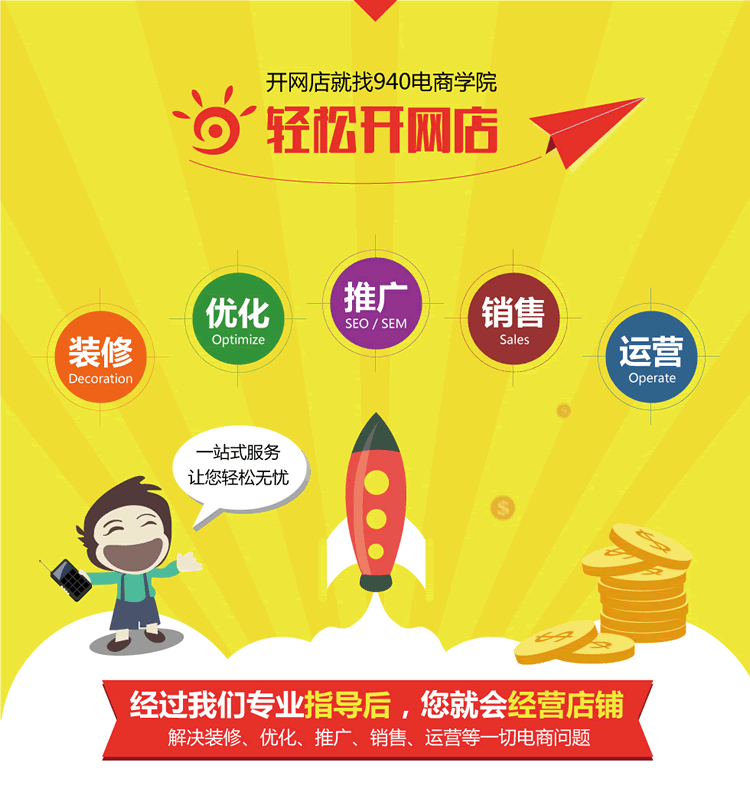 开网店就找940电商学院
轻松开网店
推广
SEO / SEM
优化
Optimize
销售
Sales
装修
Decoration
运营
Operate
一站式服务
让您轻松无忧
经过我们专业指导后，您就会经营店铺
解决装修、优化、推广、销售、运营等一切电商问题